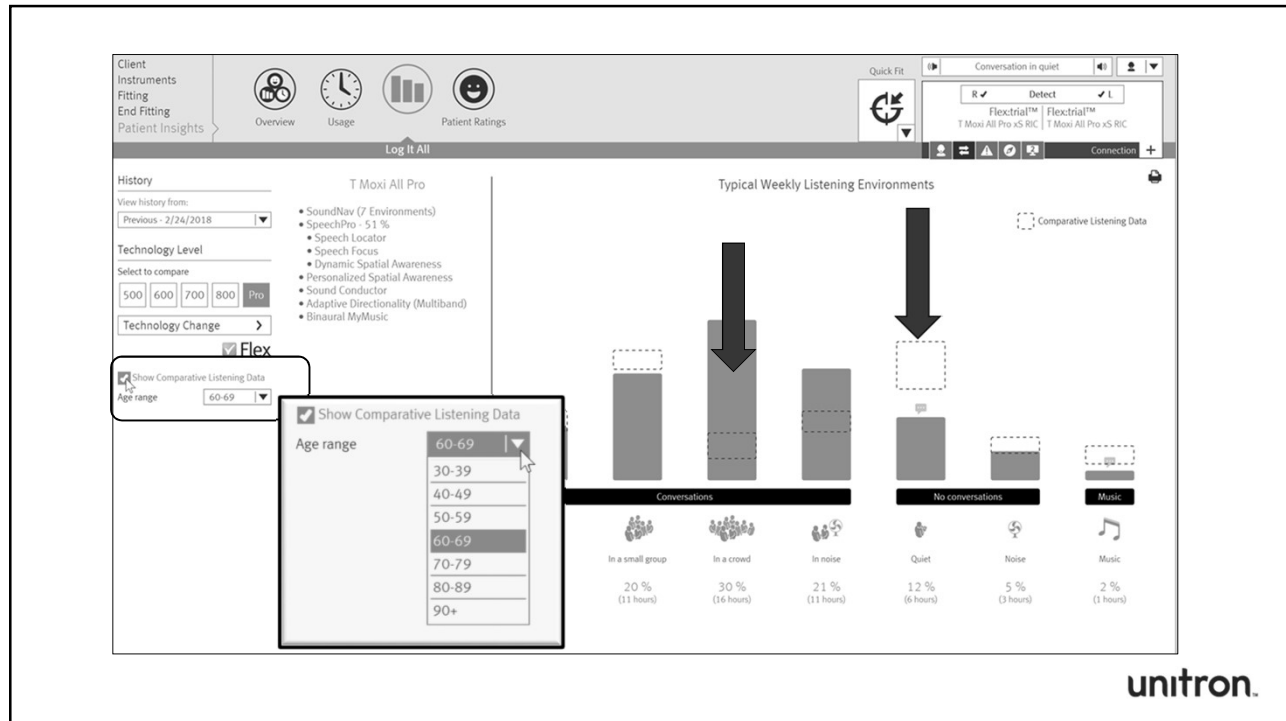 Client
Instruments
Fitting
End Fitting
Patient Insights
Overview
Usage
Patient Ratings
Log It All
Quick Fit
Conversation in quiet
R ✔ Detect ✔ L
Flex:trial™ Flex:trial™
T Moxi All Pro xS RIC T Moxi All Pro xS RIC
Connection +
History
View history from:
Previous - 2/24/2018
Technology Level
Select to compare
500 600 700 800 Pro
Technology Change >
Flex
Show Comparative Listening Data
Age range 60-69
T Moxi All Pro
• SoundNav (7 Environments)
• SpeechPro - 51 %
• Speech Locator
• Speech Focus
• Dynamic Spatial Awareness
• Personalized Spatial Awareness
• Sound Conductor
• Adaptive Directionality (Multiband)
• Binaural MyMusic
Typical Weekly Listening Environments
Comparative Listening Data
Show Comparative Listening Data
Age range 60-69
30-39
40-49
50-59
60-69
70-79
80-89
90+
Conversations No conversations Music
In a small group In a crowd In noise Quiet Noise Music
20 % 30 % 21 % 12 % 5 % 2 %
(11 hours) (16 hours) (11 hours) (6 hours) (3 hours) (1 hours)
unitron™